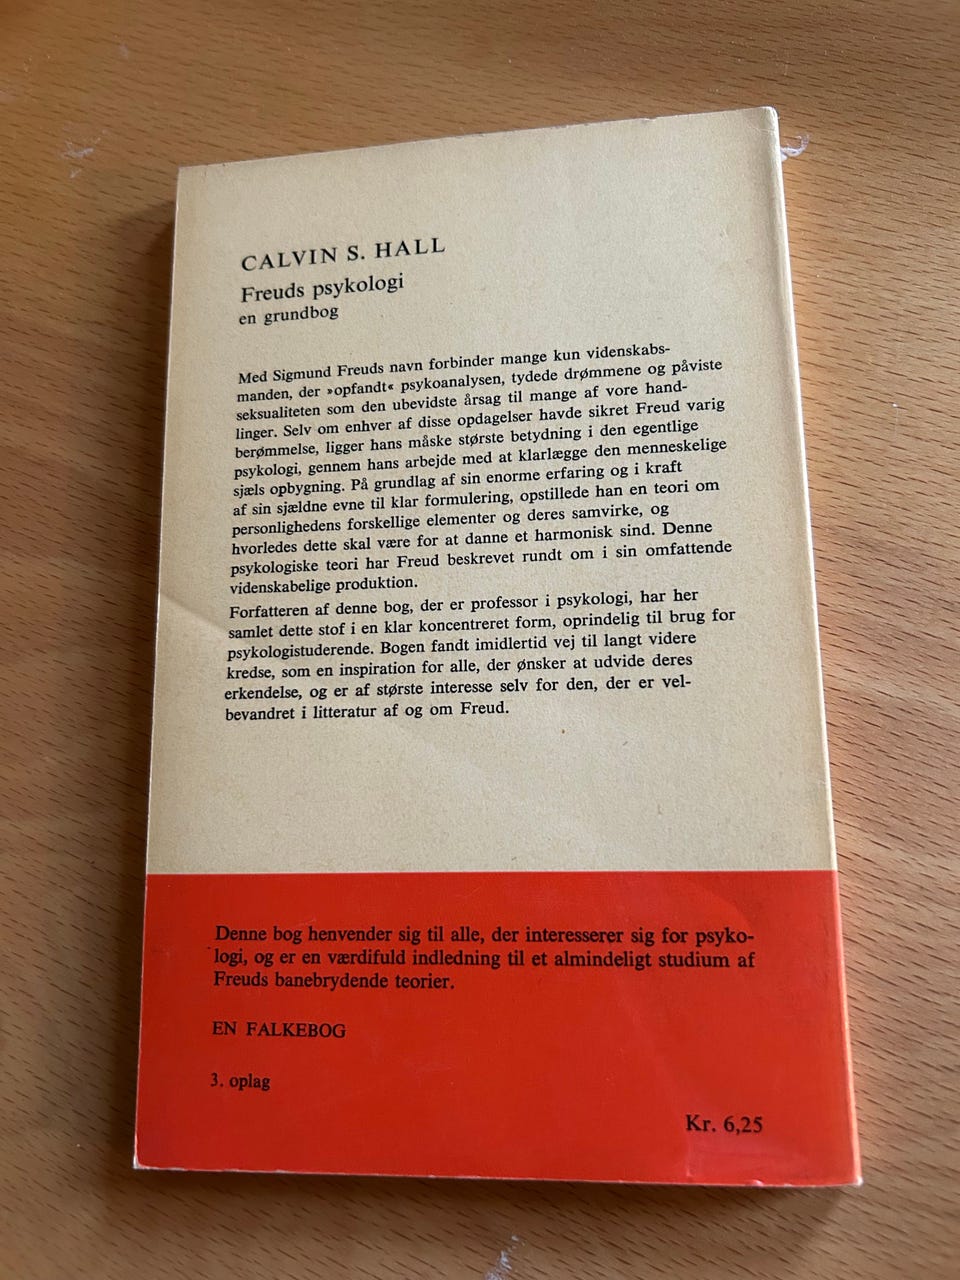 CALVIN S. HALL
Freuds psykologi
en grundbog
Med Sigmund Freuds navn forbinder mange kun videnskabs-
manden, der »opfandt« psykoanalysen, tydede drømmene og påviste
seksualiteten som den ubevidste årsag til mange af vore hand-
linger. Selv om enhver af disse opdagelser havde sikret Freud varig
berømmelse, ligger hans måske største betydning i den egentlige
psykologi, gennem hans arbejde med at klarlægge den menneskelige
sjæls opbygning. På grundlag af sin enorme erfaring og i kraft
af sin sjældne evne til klar formulering, opstillede han en teori om
personlighedens forskellige elementer og deres samvirke, og
hvorledes dette skal være for at danne et harmonisk sind. Denne
psykologiske teori har Freud beskrevet rundt om i sin omfattende
videnskabelige produktion.
Forfatteren af denne bog, der er professor i psykologi, har her
samlet dette stof i en klar koncentreret form, oprindelig til brug for
psykologistuderende. Bogen fandt imidlertid vej til langt videre
kredse, som en inspiration for alle, der ønsker at udvide deres
erkendelse, og er af største interesse selv for den, der er vel-
bevandret i litteratur af og om Freud.
Denne bog henvender sig til alle, der interesserer sig for psyko-
logi, og er en værdifuld indledning til et almindeligt studium af
Freuds banebrydende teorier.
EN FALKEBOG
3. oplag
Kr. 6,25